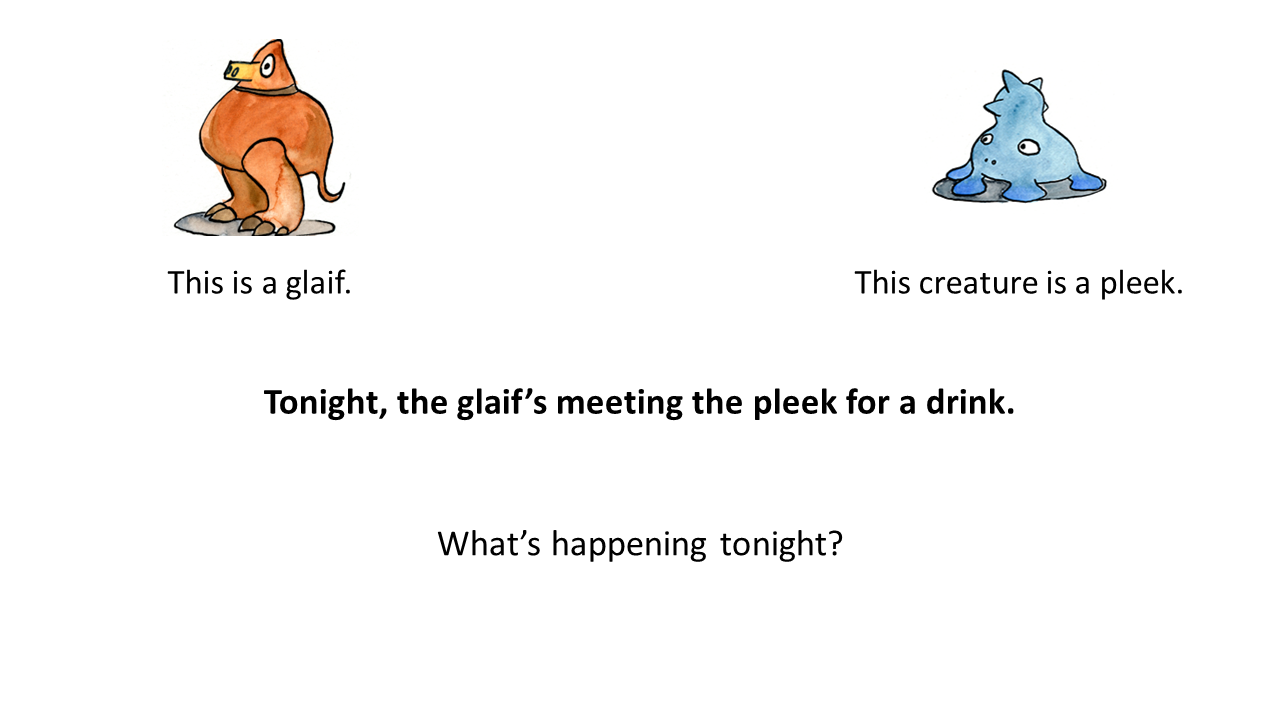 This is a glaif.
This creature is a pleek.
Tonight, the glaif’s meeting the pleek for a drink.
What’s happening tonight?